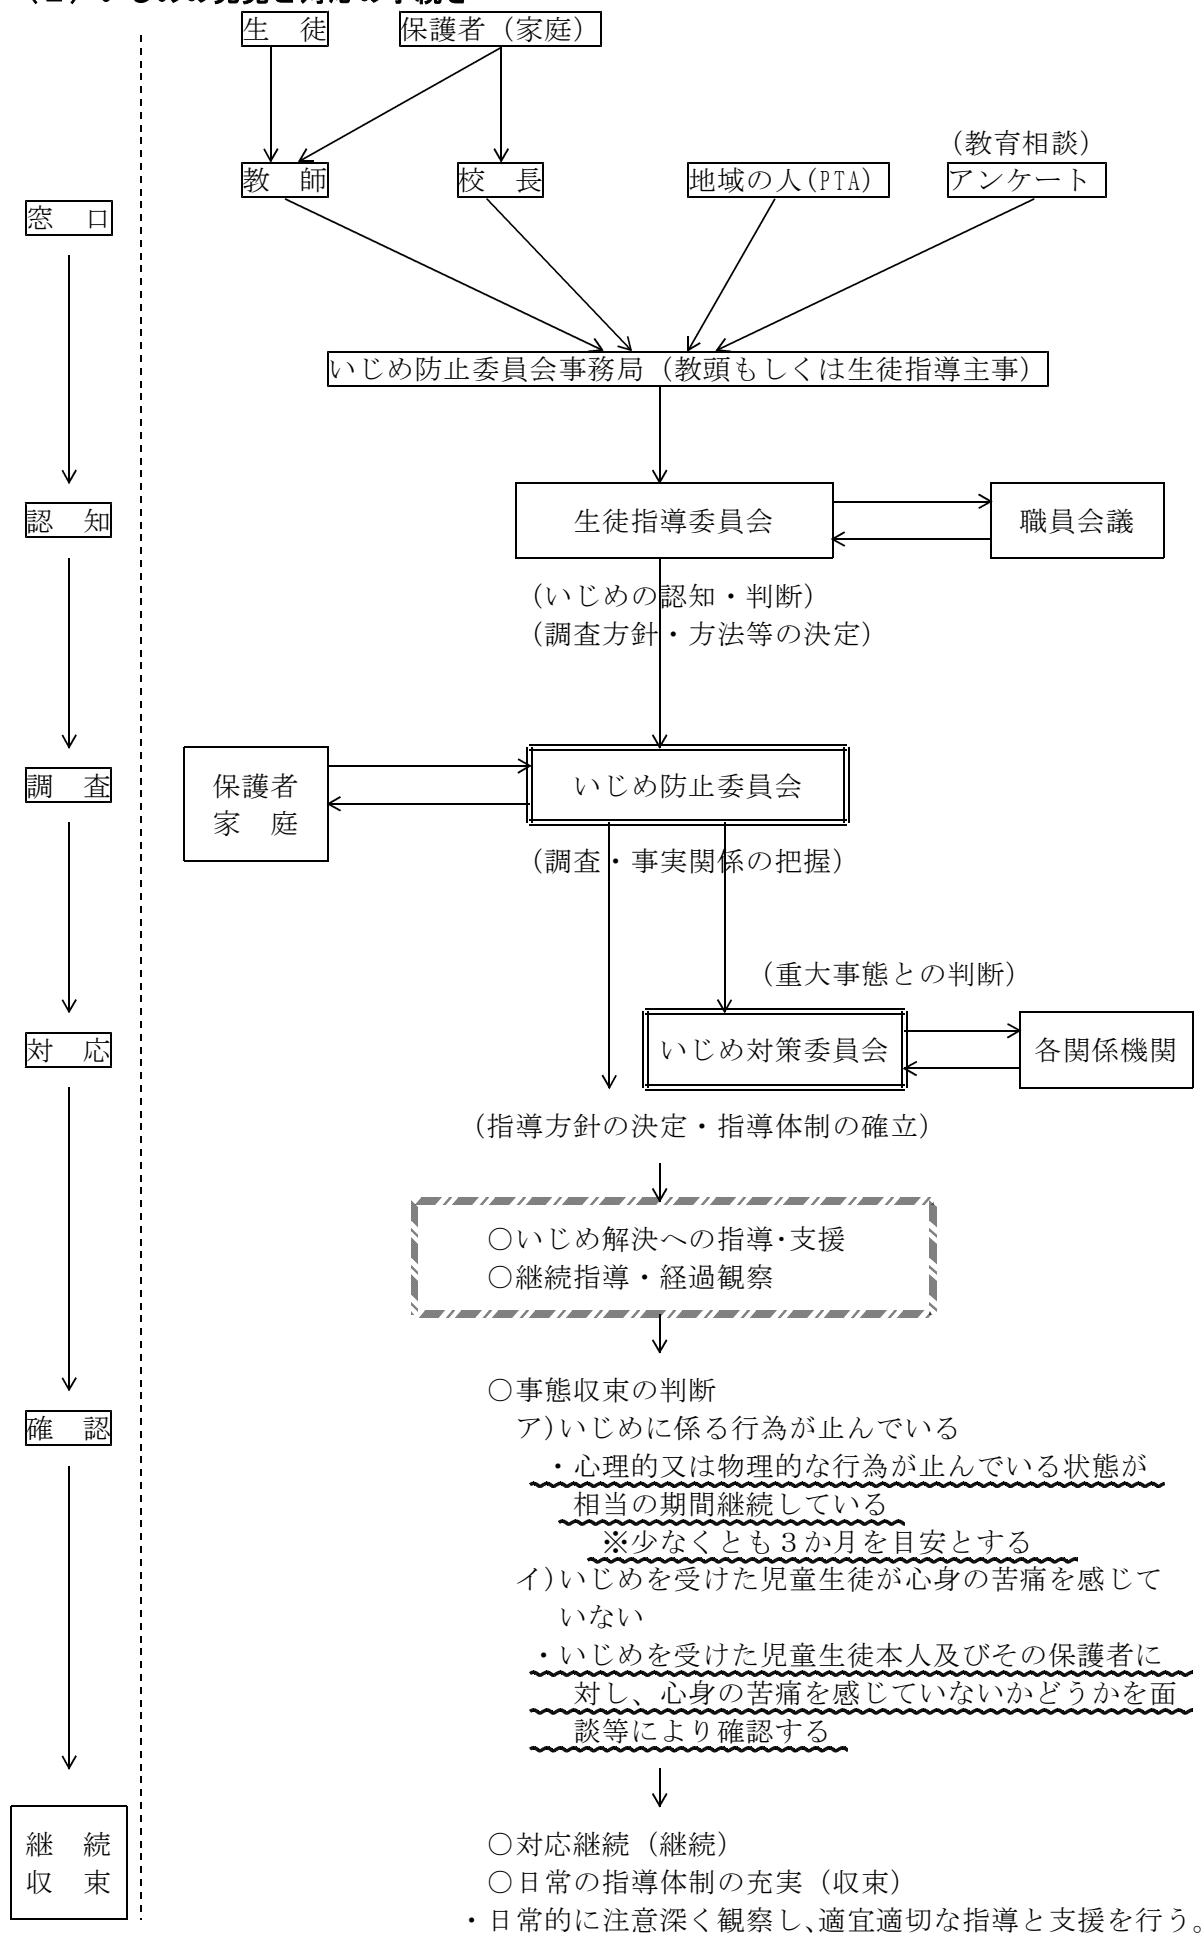 生　徒　　保護者（家庭）
（教育相談）
教　師　　校　長　　地域の人(PTA)　　アンケート
窓　口
いじめ防止委員会事務局（教頭もしくは生徒指導主事）
認　知
生徒指導委員会　　職員会議
（いじめの認知・判断）
（調査方針・方法等の決定）
調　査
保護者
家　庭
いじめ防止委員会
（調査・事実関係の把握）
（重大事態との判断）
対　応
いじめ対策委員会　　各関係機関
（指導方針の決定・指導体制の確立）
○いじめ解決への指導・支援
○継続指導・経過観察
○事態収束の判断
確　認
ア)いじめに係る行為が止んでいる
・心理的又は物理的な行為が止んでいる状態が
相当の期間継続している
※少なくとも３か月を目安とする
イ)いじめを受けた児童生徒が心身の苦痛を感じて
いない
・いじめを受けた児童生徒本人及びその保護者に
対し、心身の苦痛を感じていないかどうかを面
談等により確認する
継　続
収　束
○対応継続（継続）
○日常の指導体制の充実（収束）
・日常的に注意深く観察し、適宜適切な指導と支援を行う。